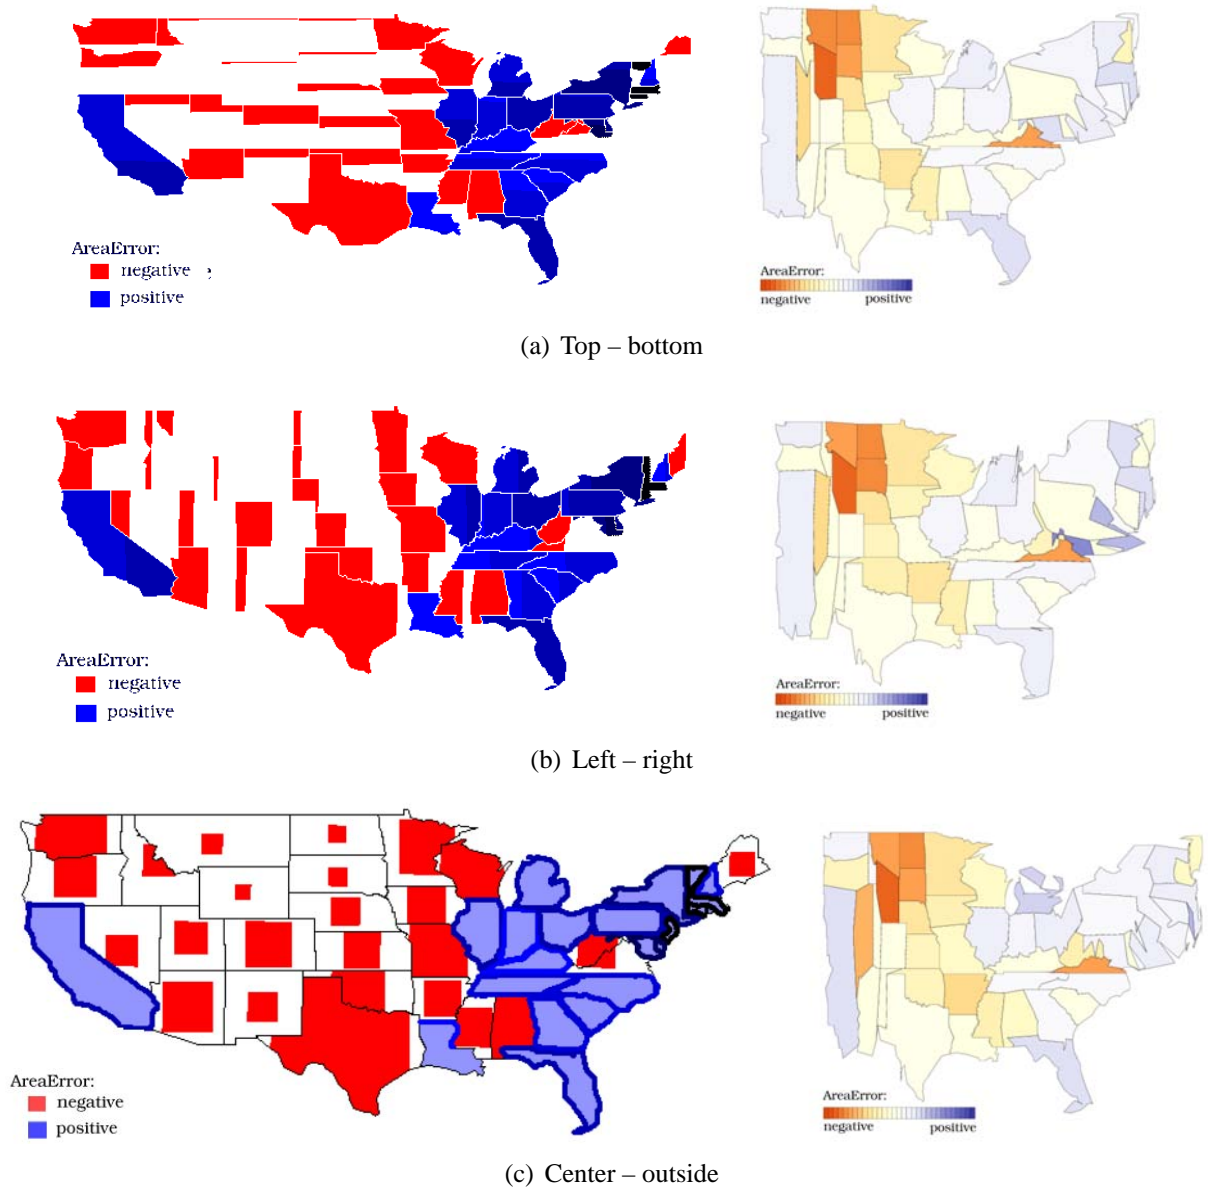 AreaError:
negative
positive
AreaError:
negative positive
(a) Top – bottom
AreaError:
negative
positive
AreaError:
negative positive
(b) Left – right
AreaError:
negative
positive
AreaError:
negative positive
(c) Center – outside